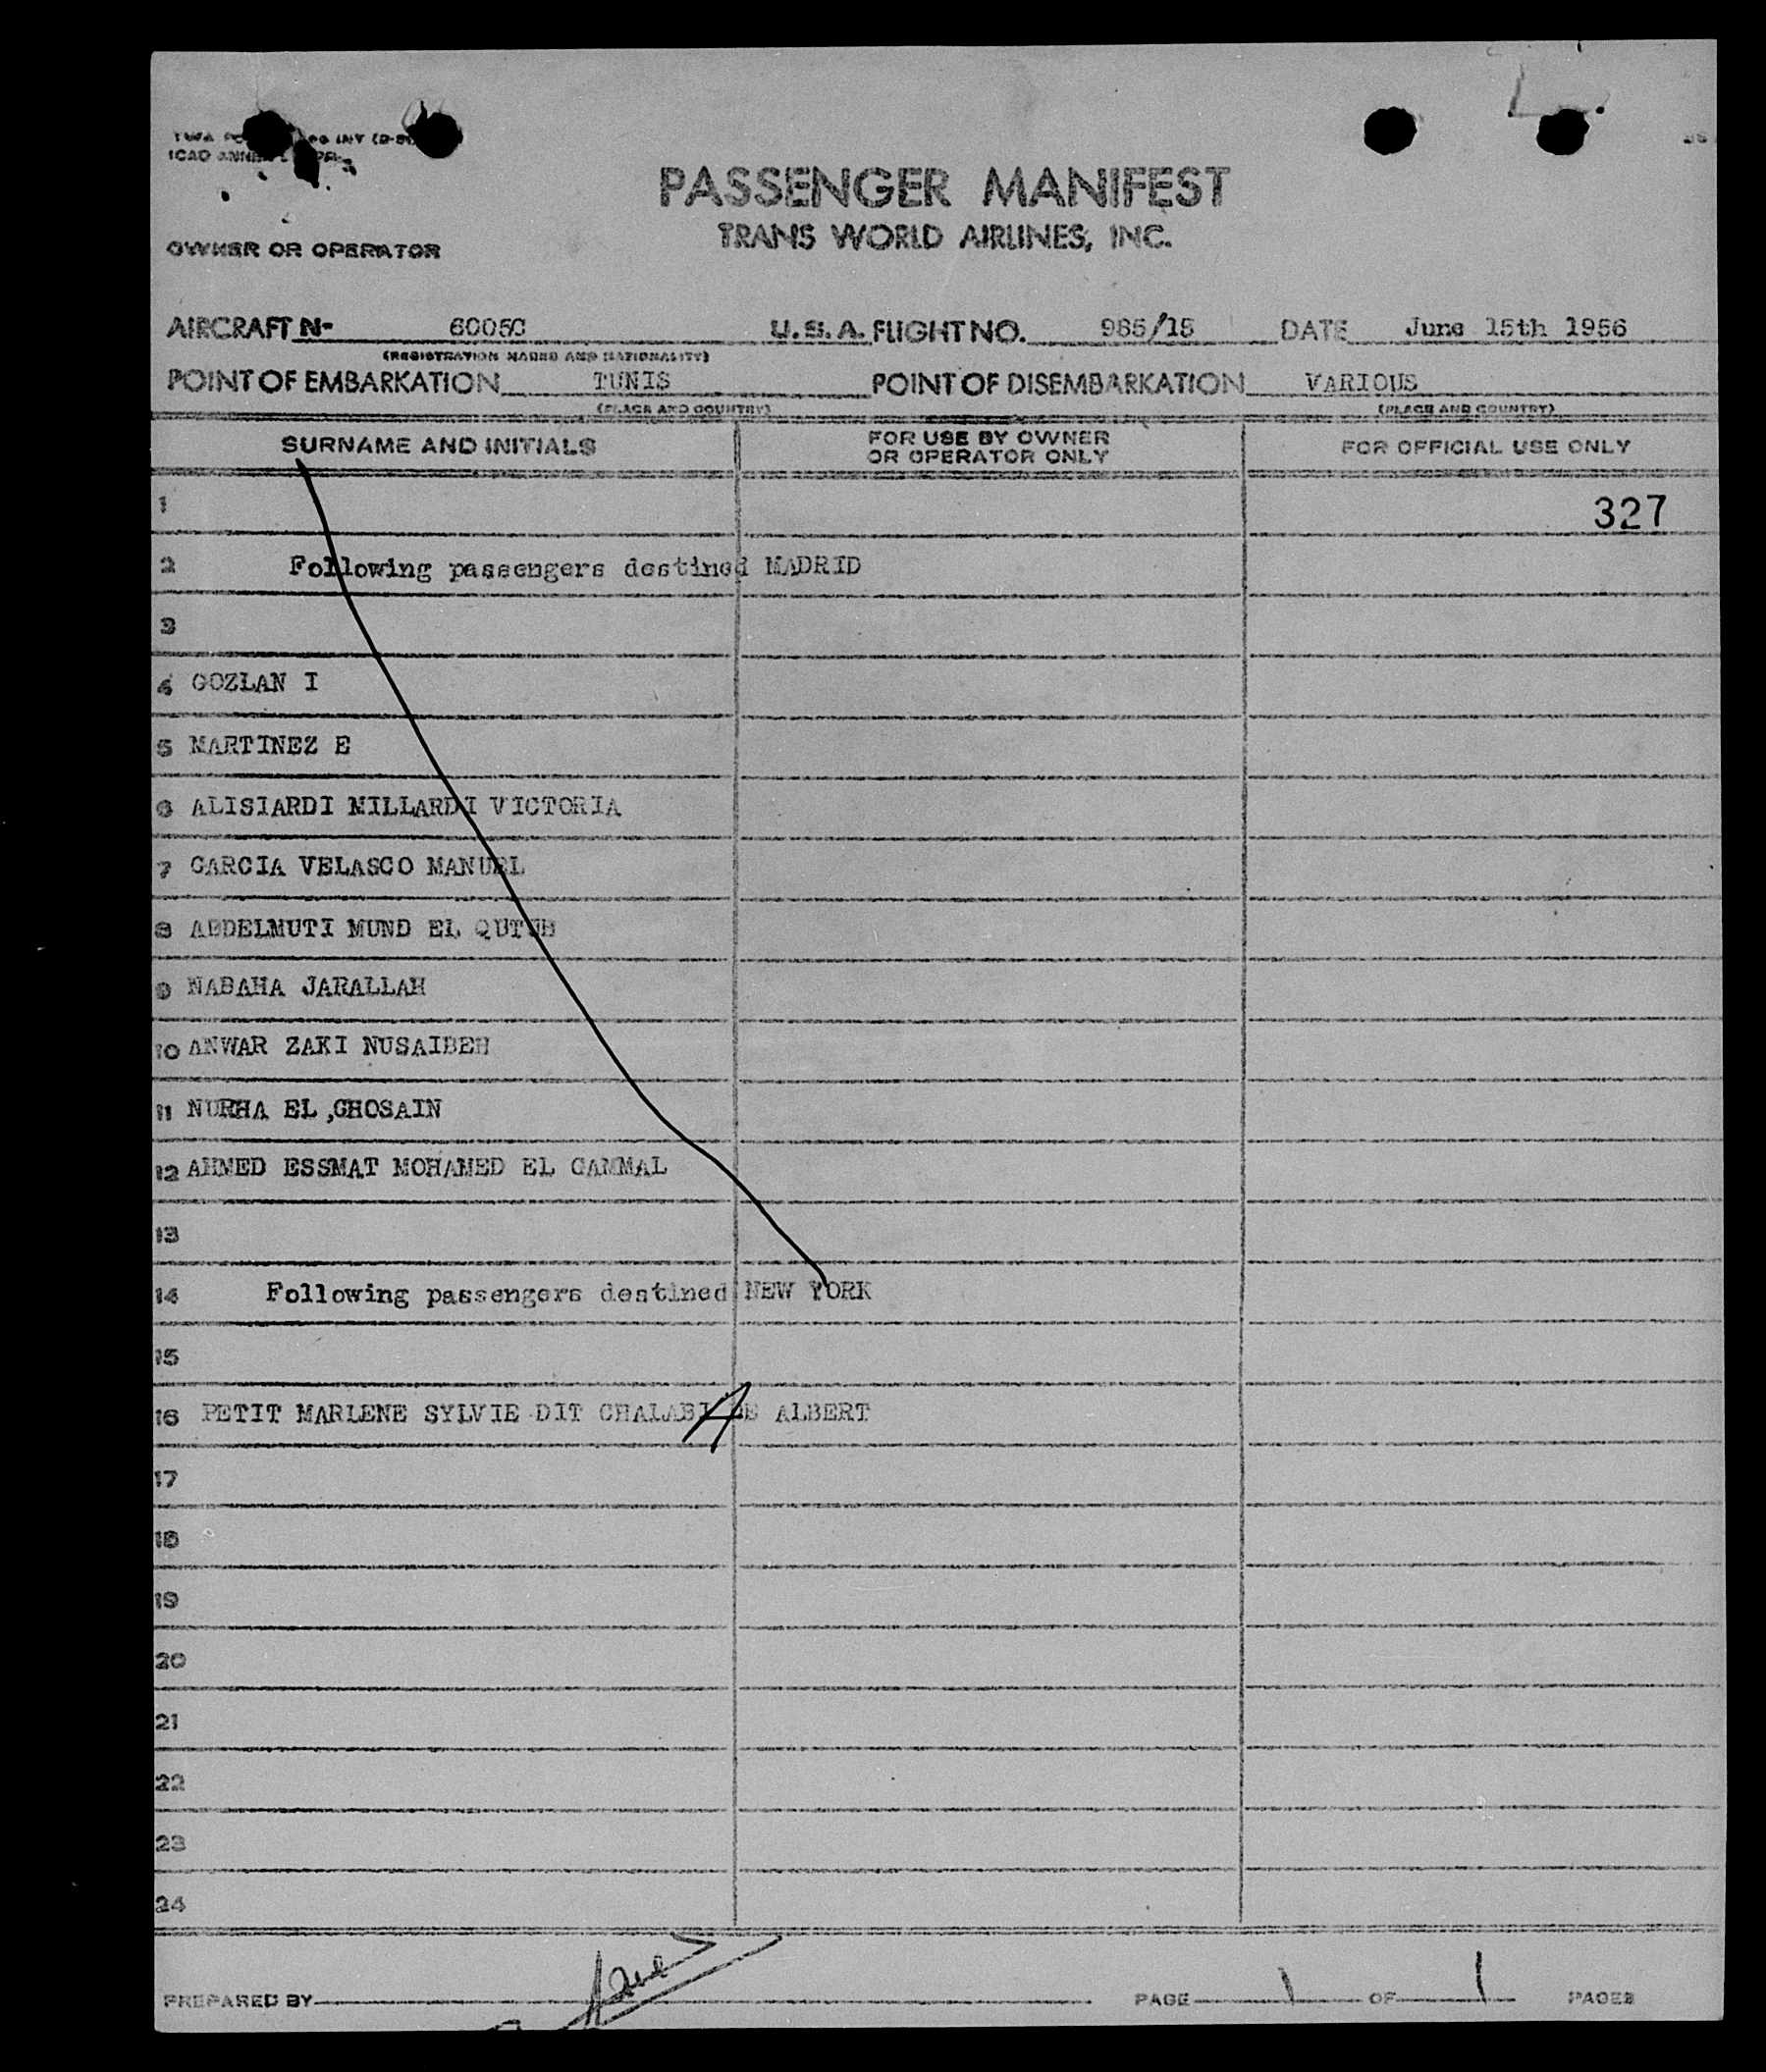 OWNER OR OPERATOR
PASSENGER MANIFEST
TRANS WORLD AIRLINES, INC.
AIRCRAFT N- 6005C U.S.A. FLIGHT NO. 985/15 DATE June 15th 1956
(REGISTRATION MARKS AND NATIONALITY)
POINT OF EMBARKATION TUNIS POINT OF DISEMBARKATION VARIOUS
(PLACE AND COUNTRY) (PLACE AND COUNTRY)
SURNAME AND INITIALS FOR USE BY OWNER OR OPERATOR ONLY FOR OFFICIAL USE ONLY
1 327
2 Following passengers destined MADRID
3
4 GOZLAN I
5 MARTINEZ E
6 ALISIARDI MILLARDI VICTORIA
7 GARCIA VELASCO MANUEL
8 ABDELMUTI MUND EL QUTUB
9 NABAHA JARALLAH
10 ANWAR ZAKI NUSAIBEH
11 NURHA EL ,GHOSAIN
12 AHMED ESSMAT MOHAMED EL GAMMAL
13
14 Following passengers destined NEW YORK
15
16 PETIT MARLENE SYLVIE DIT CHALABI ALBERT
17
18
19
20
21
22
23
24
PREPARED BY PAGE 1 OF 1 PAGES